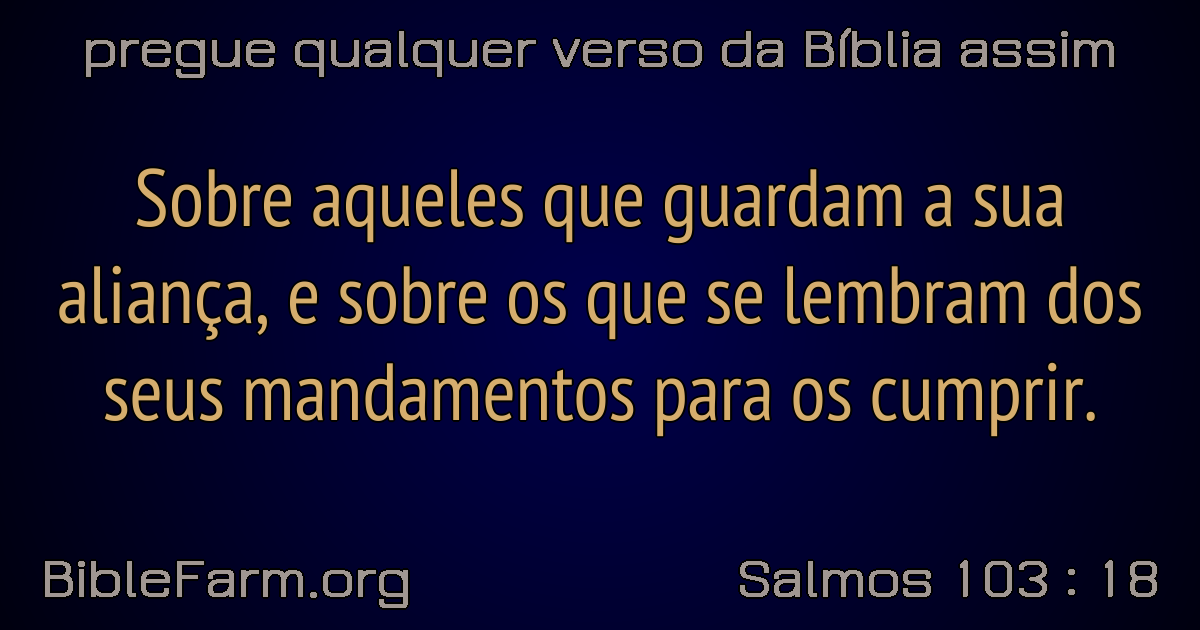 pregue qualquer verso da Bíblia assim
Sobre aqueles que guardam a sua
aliança, e sobre os que se lembram dos
seus mandamentos para os cumprir.
BibleFarm.org
Salmos 103 : 18